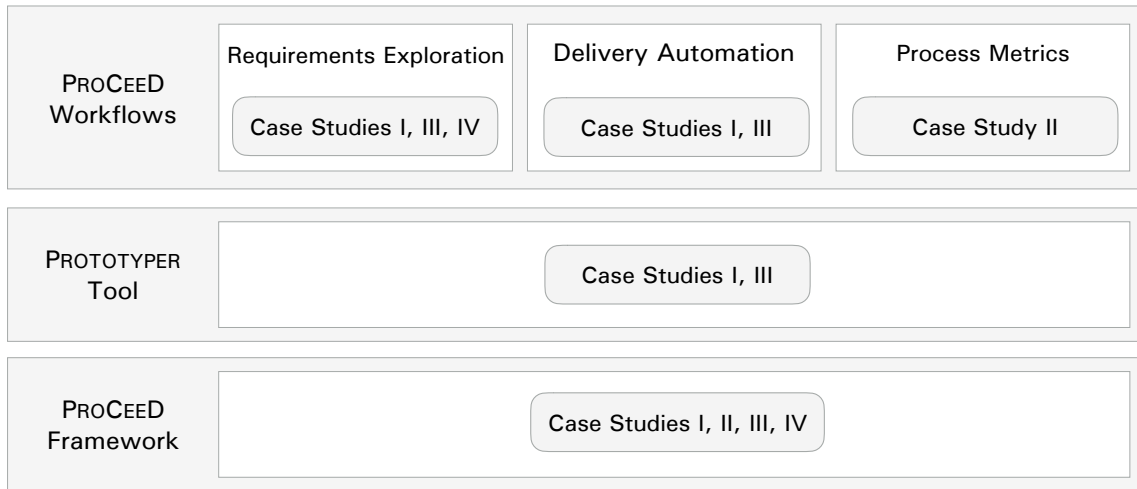 PROCEED
Workflows
Requirements Exploration
Case Studies I, III, IV
Delivery Automation
Case Studies I, III
Process Metrics
Case Study II
PROTOTYPER
Tool
Case Studies I, III
PROCEED
Framework
Case Studies I, II, III, IV